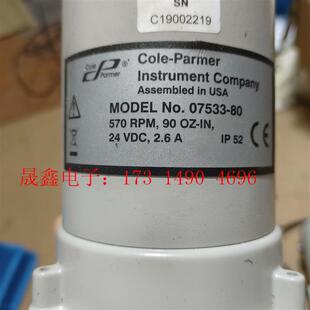 SN
C19002219
Cole
Parmer
®
Cole-Parmer
Instrument Company
Assembled in USA
MODEL No. 07533-80
570 RPM, 90 OZ-IN,
24 VDC, 2.6 A IP 52 CE
晟鑫电子：173 1490 4696